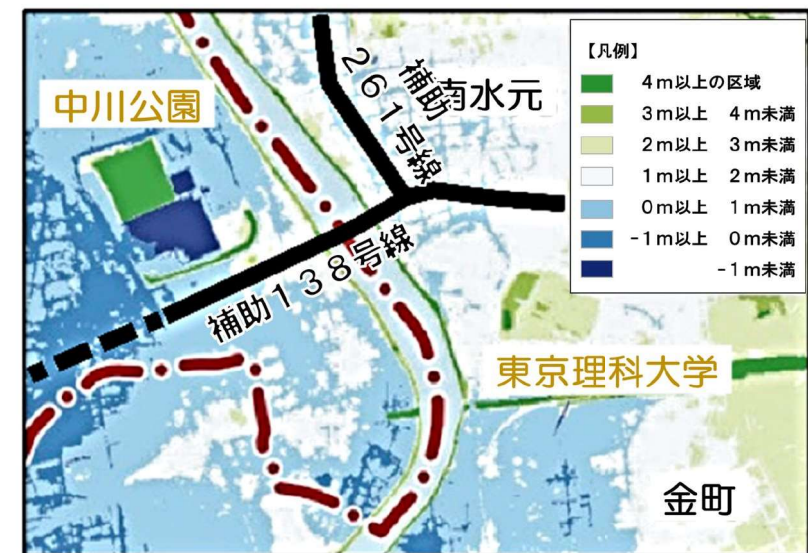 中川公園
補助
261号線
南水元
補助138号線
東京理科大学
金町
【凡例】
4m以上の区域
3m以上 4m未満
2m以上 3m未満
1m以上 2m未満
0m以上 1m未満
-1m以上 0m未満
-1m未満